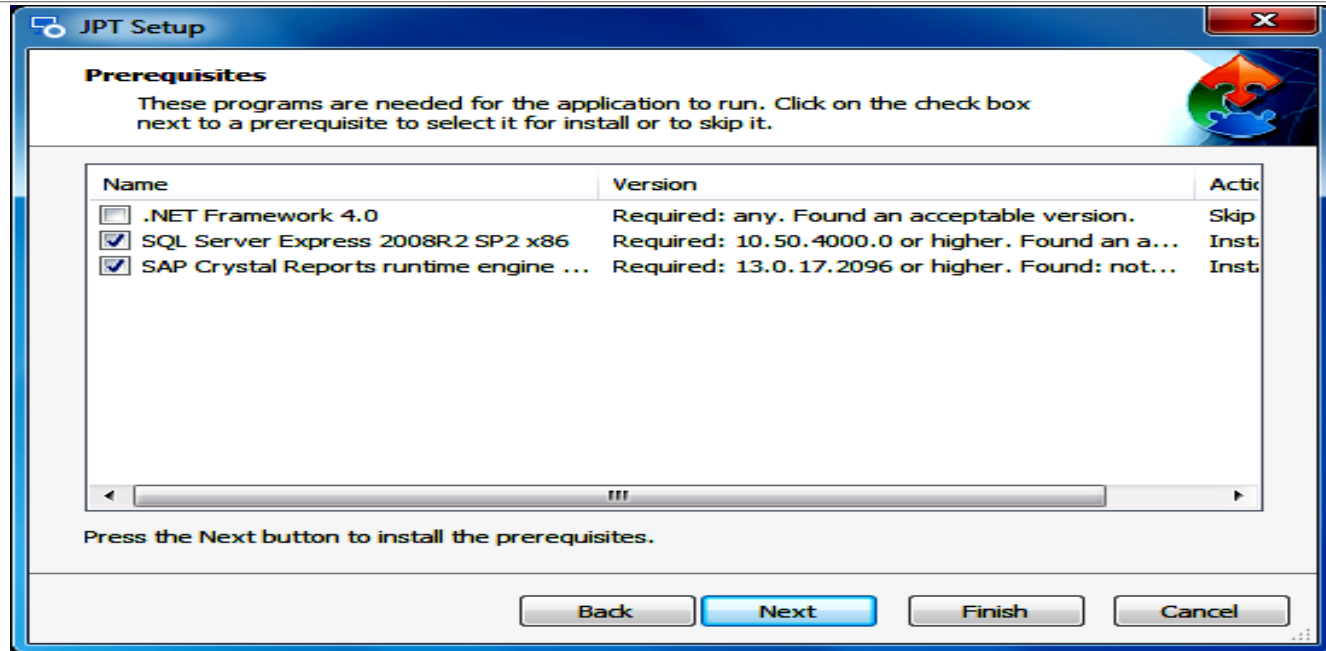 JPT Setup
Prerequisites
These programs are needed for the application to run. Click on the check box
next to a prerequisite to select it for install or to skip it.
Name Version Actic
.NET Framework 4.0 Required: any. Found an acceptable version. Skip
SQL Server Express 2008R2 SP2 x86 Required: 10.50.4000.0 or higher. Found an a... Inst
SAP Crystal Reports runtime engine ... Required: 13.0.17.2096 or higher. Found: not... Inst
Press the Next button to install the prerequisites.
Back Next Finish Cancel